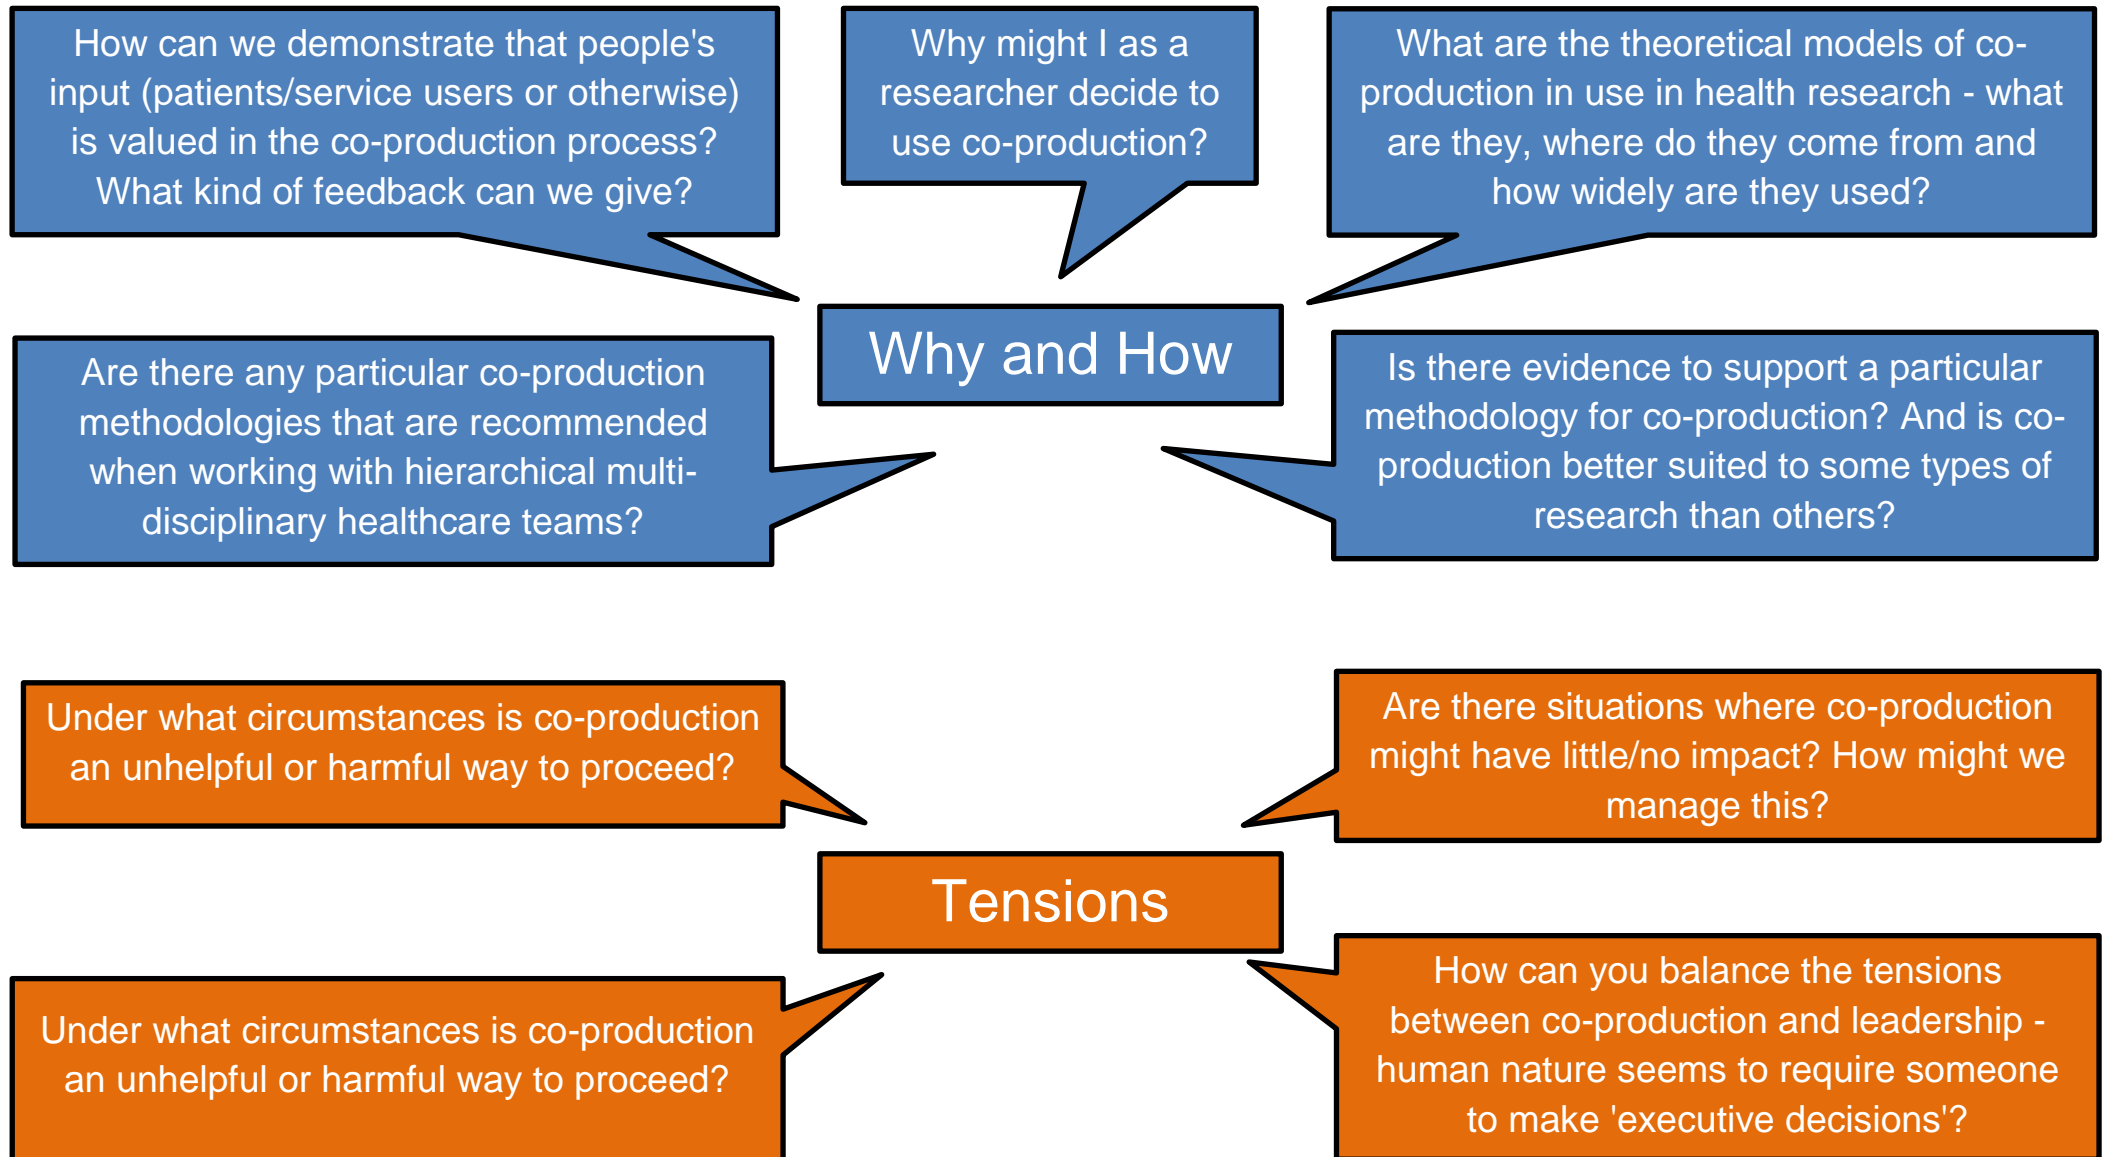 How can we demonstrate that people's
input (patients/service users or otherwise)
is valued in the co-production process?
What kind of feedback can we give?
Why might I as a
researcher decide to
use co-production?
What are the theoretical models of co-
production in use in health research - what
are they, where do they come from and
how widely are they used?
Why and How
Are there any particular co-production
methodologies that are recommended
when working with hierarchical multi-
disciplinary healthcare teams?
Is there evidence to support a particular
methodology for co-production? And is co-
production better suited to some types of
research than others?
Under what circumstances is co-production
an unhelpful or harmful way to proceed?
Are there situations where co-production
might have little/no impact? How might we
manage this?
Tensions
Under what circumstances is co-production
an unhelpful or harmful way to proceed?
How can you balance the tensions
between co-production and leadership -
human nature seems to require someone
to make 'executive decisions'?